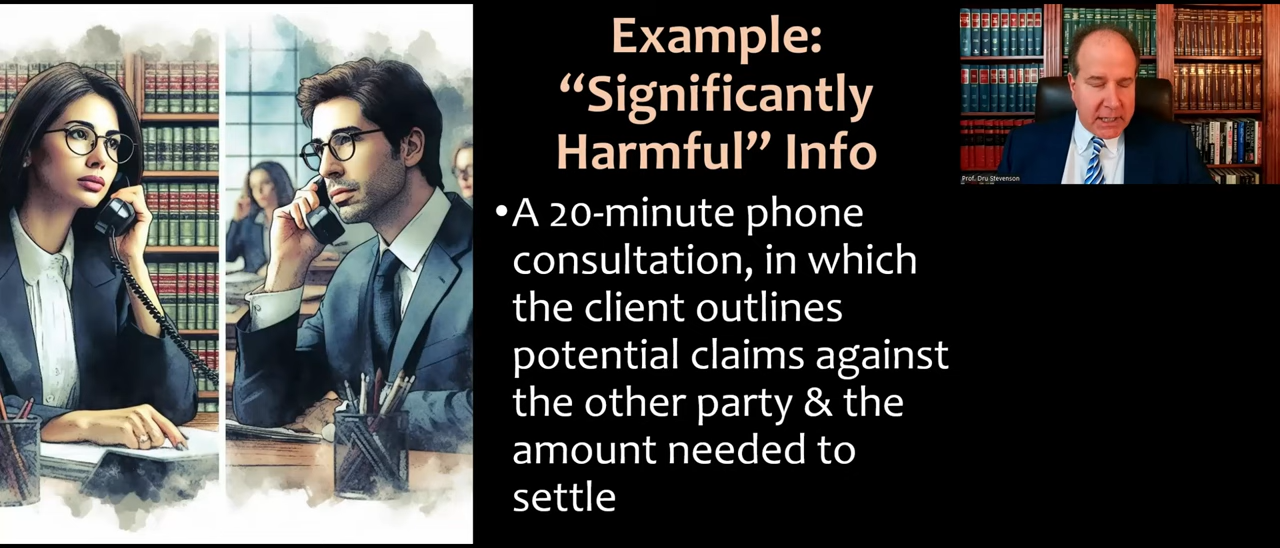 Example:
“Significantly
Harmful” Info
•A 20-minute phone
consultation, in which
the client outlines
potential claims against
the other party & the
amount needed to
settle
Prof. Dru Stevenson